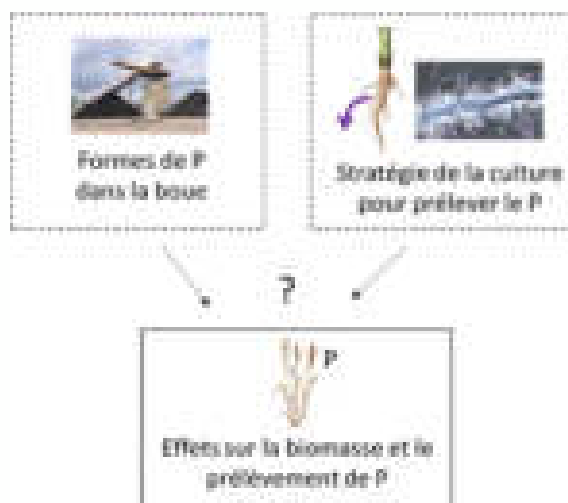 Formes de P
dans la boue
Stratégie de la culture
pour prélever le P
?
P
Effets sur la biomasse et le
prélèvement de P